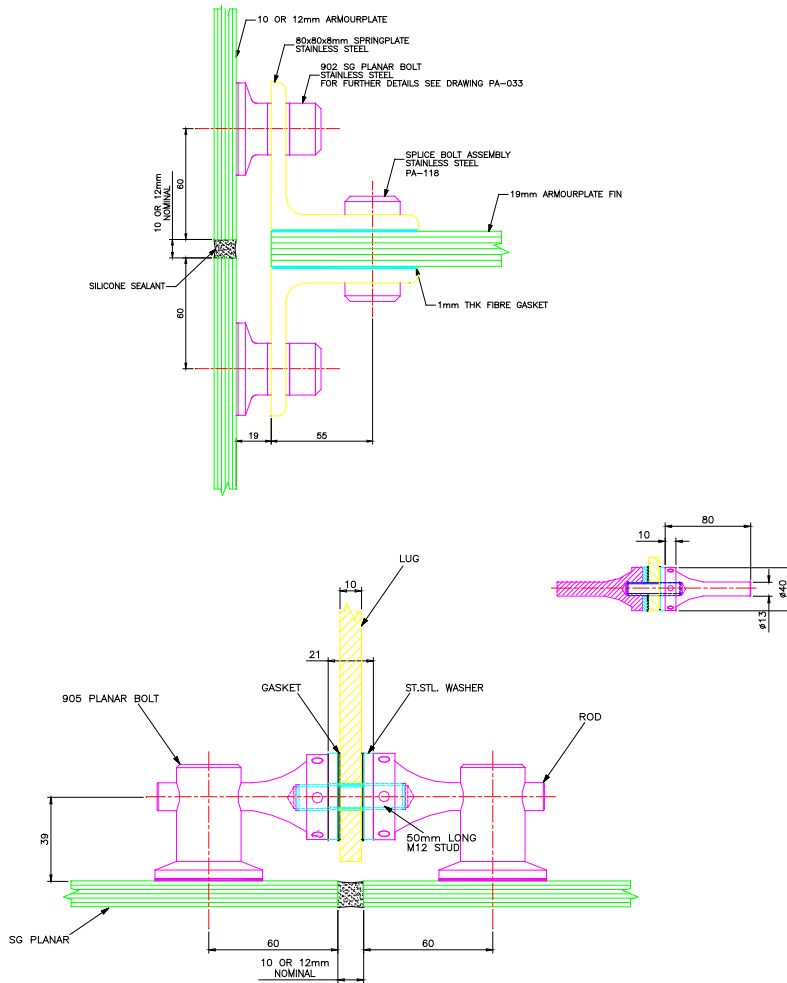 10 OR 12mm ARMOURPLATE
80x80x8mm SPRINGPLATE
STAINLESS STEEL
902 SG PLANAR BOLT
STAINLESS STEEL
FOR FURTHER DETAILS SEE DRAWING PA-033
60
10 OR 12mm
NOMINAL
SPLICE BOLT ASSEMBLY
STAINLESS STEEL
PA-118
19mm ARMOURPLATE FIN
SILICONE SEALANT
60
1mm THK FIBRE GASKET
19
55
80
10
ø40
ø13
LUG
10
21
GASKET
ST.STL. WASHER
905 PLANAR BOLT
ROD
39
50mm LONG
M12 STUD
SG PLANAR
60
60
10 OR 12mm
NOMINAL